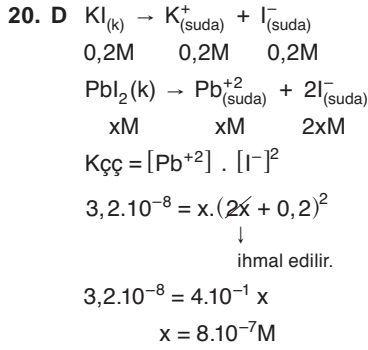 20. D KI(k) → K⁺(suda) + I⁻(suda)
0,2M 0,2M 0,2M
PbI₂(k) → Pb⁺²(suda) + 2I⁻(suda)
xM xM 2xM
Kçç = [Pb⁺²] . [I⁻]²
3,2.10⁻⁸ = x.(2x + 0,2)²
↓
ihmal edilir.
3,2.10⁻⁸ = 4.10⁻¹ x
x = 8.10⁻⁷M